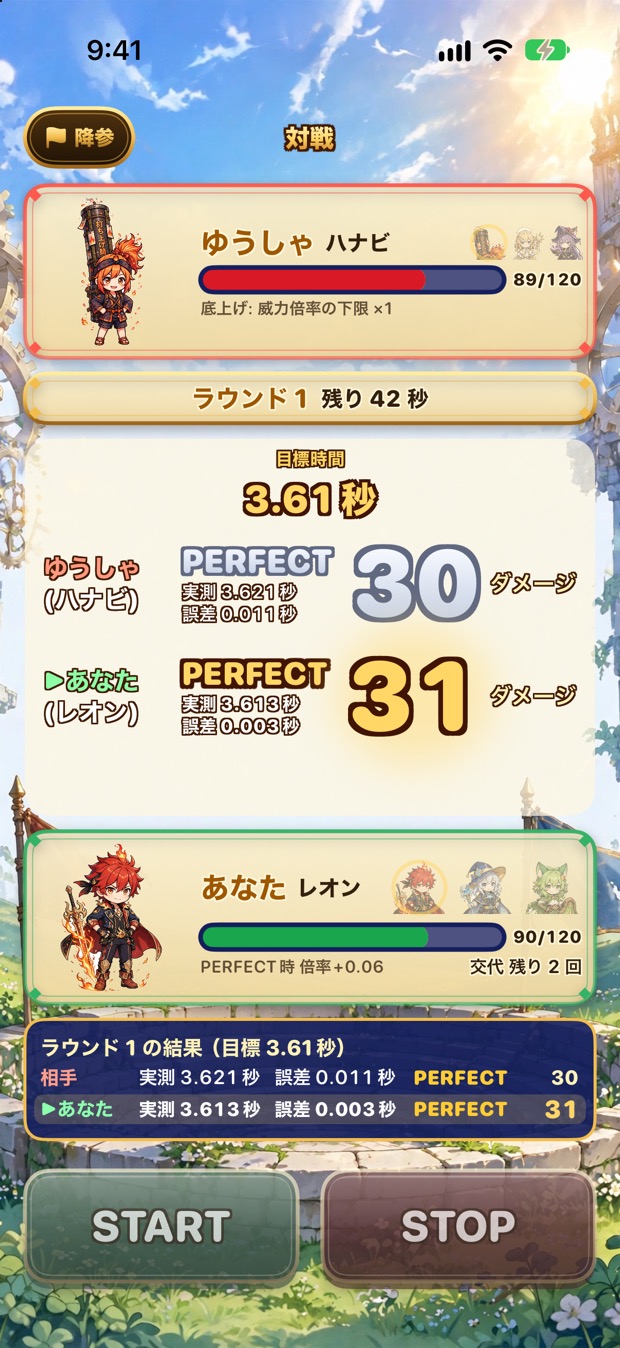 9:41
降参
対戦
ゆうしゃ ハナビ
89/120
底上げ: 威力倍率の下限 ×1
ラウンド 1 残り 42 秒
目標時間
3.61 秒
ゆうしゃ
(ハナビ)
PERFECT
実測 3.621 秒
誤差 0.011 秒
30 ダメージ
▶あなた
(レオン)
PERFECT
実測 3.613 秒
誤差 0.003 秒
31 ダメージ
あなた レオン
90/120
PERFECT 時 倍率+0.06 交代 残り 2 回
ラウンド 1 の結果（目標 3.61 秒）
相手 実測 3.621 秒 誤差 0.011 秒 PERFECT 30
▶あなた 実測 3.613 秒 誤差 0.003 秒 PERFECT 31
START STOP